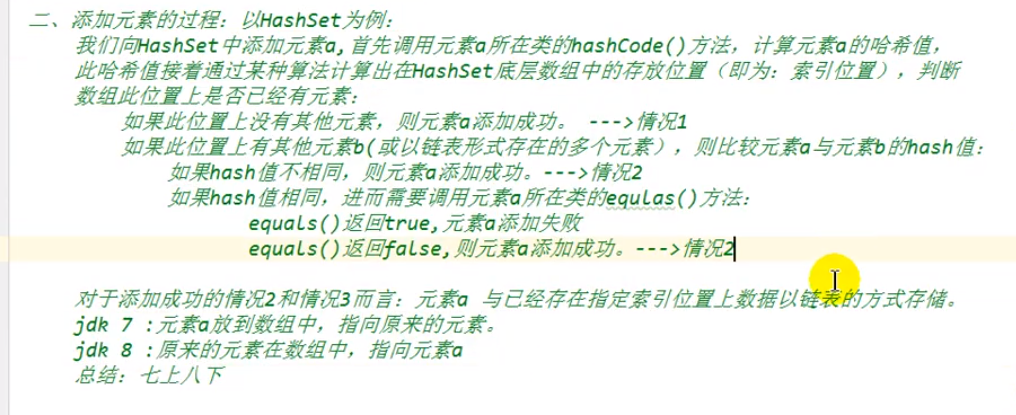 二、添加元素的过程：以HashSet为例：
我们向HashSet中添加元素a,首先调用元素a所在类的hashCode()方法，计算元素a的哈希值，
此哈希值接着通过某种算法计算出在HashSet底层数组中的存放位置（即为：索引位置），判断
数组此位置上是否已经有元素：
如果此位置上没有其他元素，则元素a添加成功。 --->情况1
如果此位置上有其他元素b(或以链表形式存在的多个元素），则比较元素a与元素b的hash值：
如果hash值不相同，则元素a添加成功。--->情况2
如果hash值相同，进而需要调用元素a所在类的equlas()方法：
equals()返回true,元素a添加失败
equals()返回false,则元素a添加成功。--->情况2
对于添加成功的情况2和情况3而言：元素a 与已经存在指定索引位置上数据以链表的方式存储。
jdk 7 :元素a放到数组中，指向原来的元素。
jdk 8 :原来的元素在数组中，指向元素a
总结：七上八下